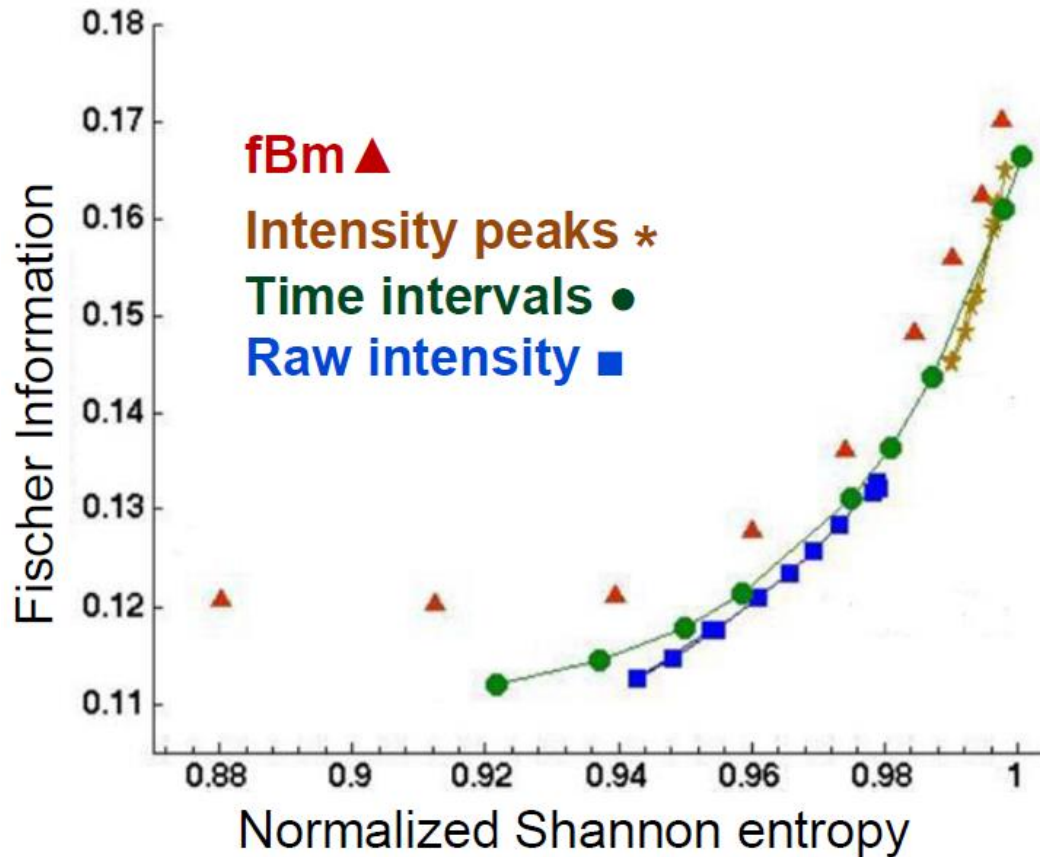 0.18
0.17
0.16
0.15
0.14
0.13
0.12
0.11
Fischer Information
fBm ▲
Intensity peaks *
Time intervals ●
Raw intensity ■
0.88 0.9 0.92 0.94 0.96 0.98 1
Normalized Shannon entropy